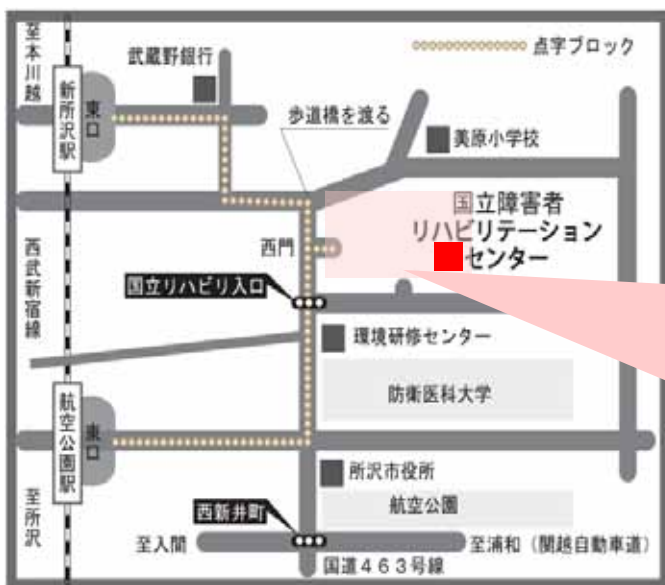 至本川越
武蔵野銀行
点字ブロック
新所沢駅
東口
歩道橋を渡る
美原小学校
国立障害者
リハビリテーション
センター
西門
西武新宿線
国立リハビリ入口
環境研修センター
防衛医科大学
航空公園駅
東口
所沢市役所
航空公園
西新井町
至所沢
至入間
至浦和（関越自動車道）
国道４６３号線